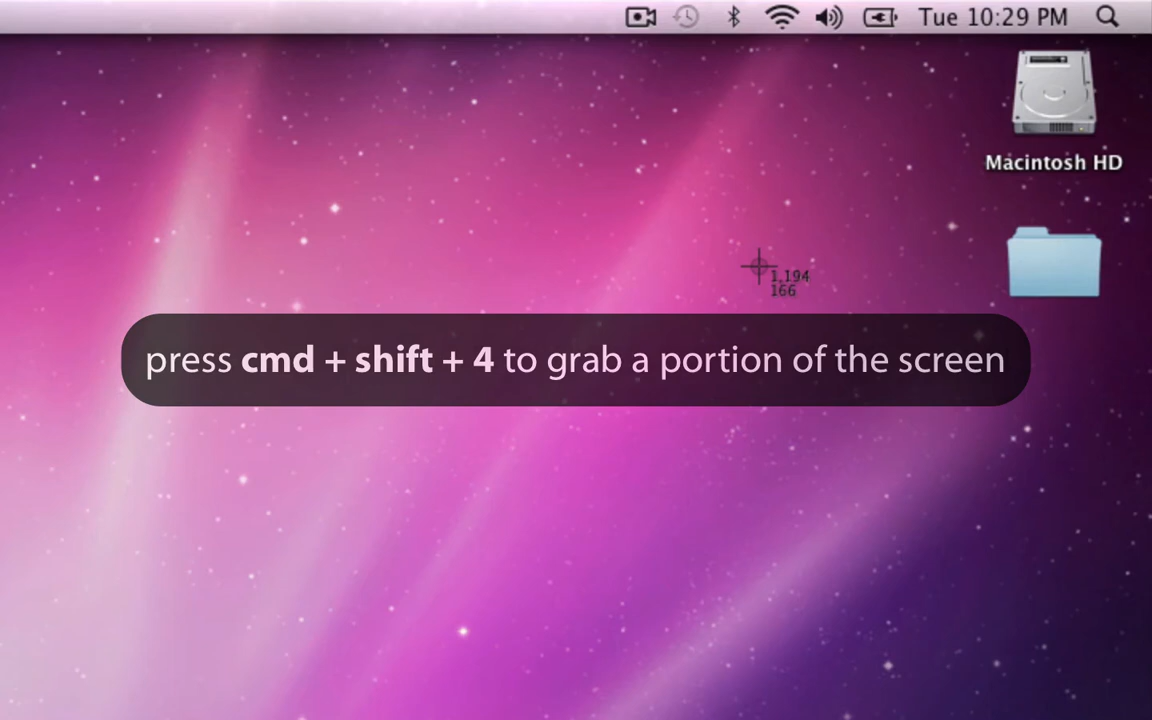 Tue 10:29 PM
Macintosh HD
1,194
166
press cmd + shift + 4 to grab a portion of the screen